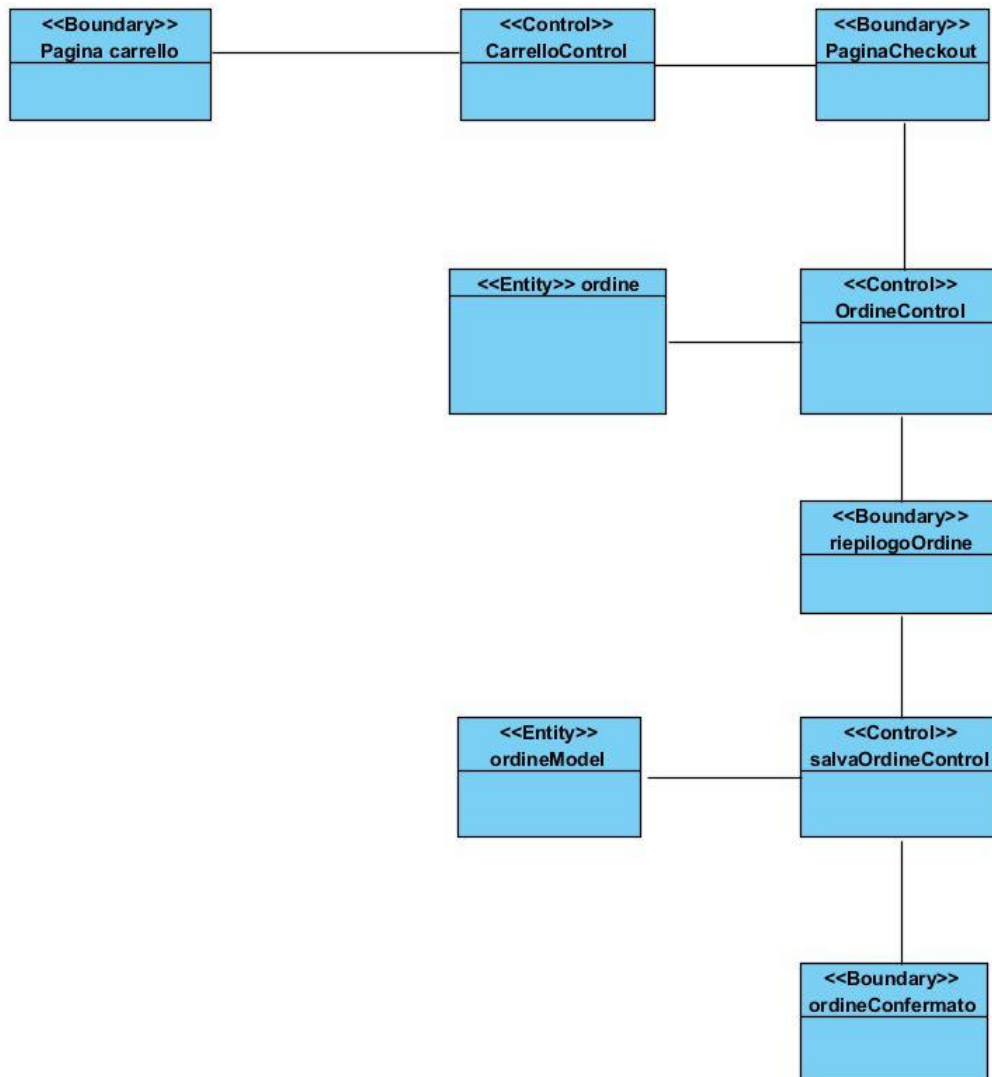 <<Boundary>>
Pagina carrello
<<Control>>
CarrelloControl
<<Boundary>>
PaginaCheckout
<<Entity>> ordine
<<Control>>
OrdineControl
<<Boundary>>
riepilogoOrdine
<<Entity>>
ordineModel
<<Control>>
salvaOrdineControl
<<Boundary>>
ordineConfermato